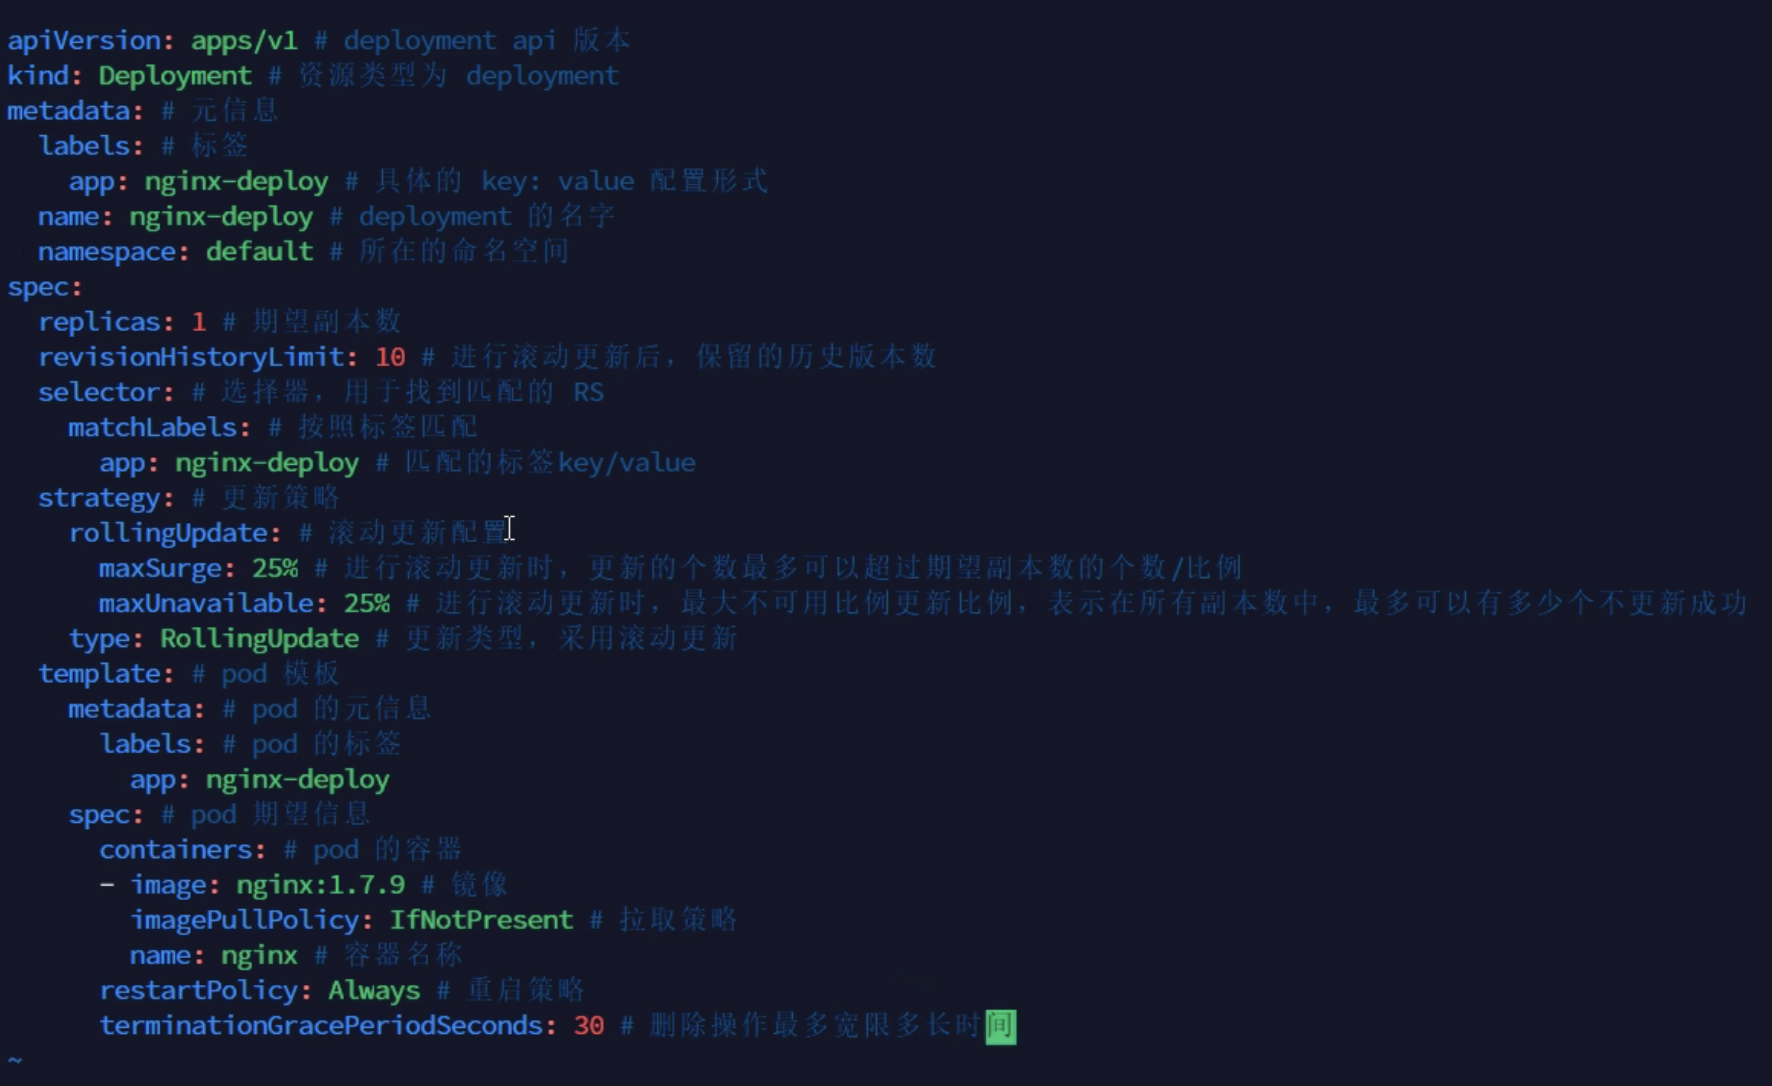 apiVersion: apps/v1 # deployment api 版本
kind: Deployment # 资源类型为 deployment
metadata: # 元信息
  labels: # 标签
    app: nginx-deploy # 具体的 key: value 配置形式
  name: nginx-deploy # deployment 的名字
  namespace: default # 所在的命名空间
spec:
  replicas: 1 # 期望副本数
  revisionHistoryLimit: 10 # 进行滚动更新后，保留的历史版本数
  selector: # 选择器，用于找到匹配的 RS
    matchLabels: # 按照标签匹配
      app: nginx-deploy # 匹配的标签key/value
  strategy: # 更新策略
    rollingUpdate: # 滚动更新配置
      maxSurge: 25% # 进行滚动更新时，更新的个数最多可以超过期望副本数的个数/比例
      maxUnavailable: 25% # 进行滚动更新时，最大不可用比例更新比例，表示在所有副本数中，最多可以有多少个不更新成功
    type: RollingUpdate # 更新类型，采用滚动更新
  template: # pod 模板
    metadata: # pod 的元信息
      labels: # pod 的标签
        app: nginx-deploy
    spec: # pod 期望信息
      containers: # pod 的容器
      - image: nginx:1.7.9 # 镜像
        imagePullPolicy: IfNotPresent # 拉取策略
        name: nginx # 容器名称
      restartPolicy: Always # 重启策略
      terminationGracePeriodSeconds: 30 # 删除操作最多宽限多长时间
~